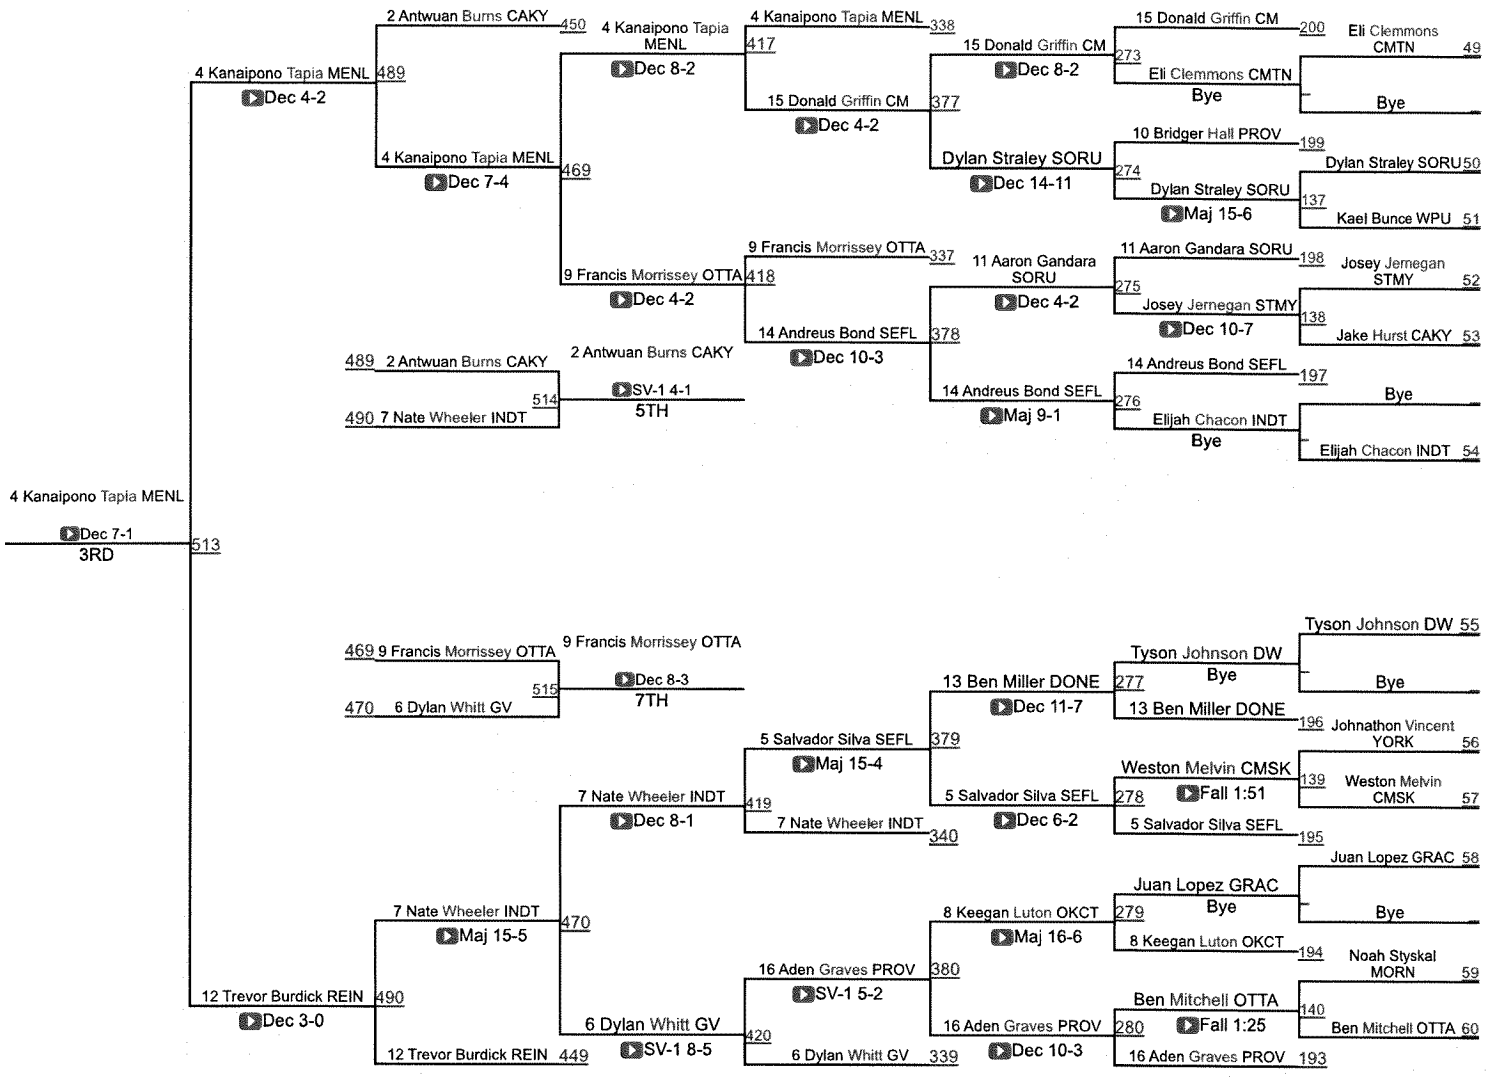 2 Antwuan Burns CAKY
450
4 Kanaipono Tapia MENL
489
Dec 4-2
4 Kanaipono Tapia MENL
Dec 7-4
4 Kanaipono Tapia
MENL
Dec 8-2
469
9 Francis Morrissey OTTA
Dec 4-2
4 Kanaipono Tapia MENL
338
417
15 Donald Griffin CM
Dec 4-2
9 Francis Morrissey OTTA
337
418
14 Andreus Bond SEFL
Dec 10-3
15 Donald Griffin CM
Dec 8-2
377
Dylan Straley SORU
Dec 14-11
11 Aaron Gandara
SORU
Dec 4-2
378
14 Andreus Bond SEFL
Maj 9-1
15 Donald Griffin CM
200
273
Eli Clemmons CMTN
Bye
10 Bridger Hall PROV
199
274
Dylan Straley SORU
Maj 15-6
11 Aaron Gandara SORU
198
275
Josey Jernegan STMY
Dec 10-7
14 Andreus Bond SEFL
197
276
Elijah Chacon INDT
Bye
Eli Clemmons
CMTN
49
Bye
Dylan Straley SORU 50
137
Kael Bunce WPU 51
Josey Jernegan
STMY
52
138
Jake Hurst CAKY 53
Bye
Elijah Chacon INDT 54
489 2 Antwuan Burns CAKY
514
490 7 Nate Wheeler INDT
2 Antwuan Burns CAKY
SV-1 4-1
5TH
4 Kanaipono Tapia MENL
Dec 7-1
3RD
513
469 9 Francis Morrissey OTTA
515
470 6 Dylan Whitt GV
9 Francis Morrissey OTTA
Dec 8-3
7TH
12 Trevor Burdick REIN
Dec 3-0
7 Nate Wheeler INDT
Maj 15-5
490
12 Trevor Burdick REIN 449
7 Nate Wheeler INDT
Dec 8-1
470
6 Dylan Whitt GV
SV-1 8-5
5 Salvador Silva SEFL
Maj 15-4
419
7 Nate Wheeler INDT
340
16 Aden Graves PROV
SV-1 5-2
420
6 Dylan Whitt GV 339
13 Ben Miller DONE
Dec 11-7
379
5 Salvador Silva SEFL
Dec 6-2
8 Keegan Luton OKCT
Maj 16-6
380
16 Aden Graves PROV
Dec 10-3
Tyson Johnson DW
Bye
277
13 Ben Miller DONE
196
Weston Melvin CMSK
Fall 1:51
278
5 Salvador Silva SEFL
195
Juan Lopez GRAC
Bye
279
8 Keegan Luton OKCT
194
Ben Mitchell OTTA
Fall 1:25
280
16 Aden Graves PROV 193
Tyson Johnson DW 55
Bye
Johnathon Vincent
YORK
56
139
Weston Melvin
CMSK
57
Juan Lopez GRAC 58
Bye
Noah Styskal
MORN
59
140
Ben Mitchell OTTA 60